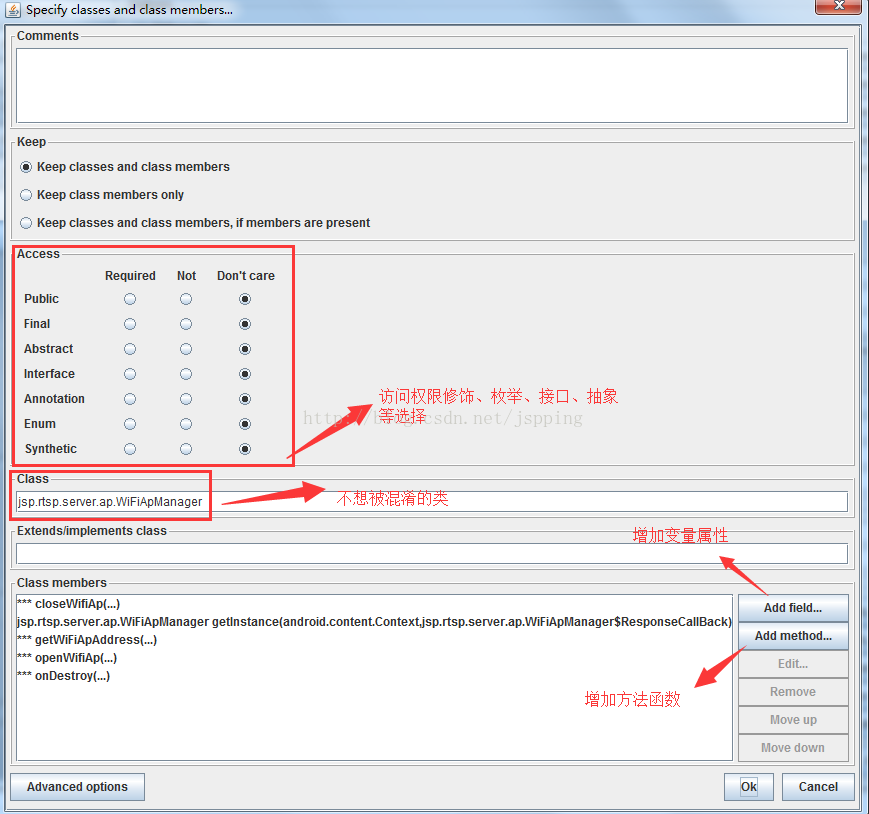 Specify classes and class members...
Comments
Keep
Keep classes and class members
Keep class members only
Keep classes and class members, if members are present
Access
Required Not Don't care
Public
Final
Abstract
Interface
Annotation
Enum
Synthetic
访问权限修饰、枚举、接口、抽象
等选择
Class
jsp.rtsp.server.ap.WiFiApManager
不想被混淆的类
Extends/implements class
增加变量属性
Class members
*** closeWifiAp(...)
jsp.rtsp.server.ap.WiFiApManager getInstance(android.content.Context,jsp.rtsp.server.ap.WiFiApManager$ResponseCallBack)
*** getWiFiApAddress(...)
*** openWifiAp(...)
*** onDestroy(...)
Add field...
Add method...
Edit...
Remove
Move up
Move down
增加方法函数
Advanced options
Ok
Cancel